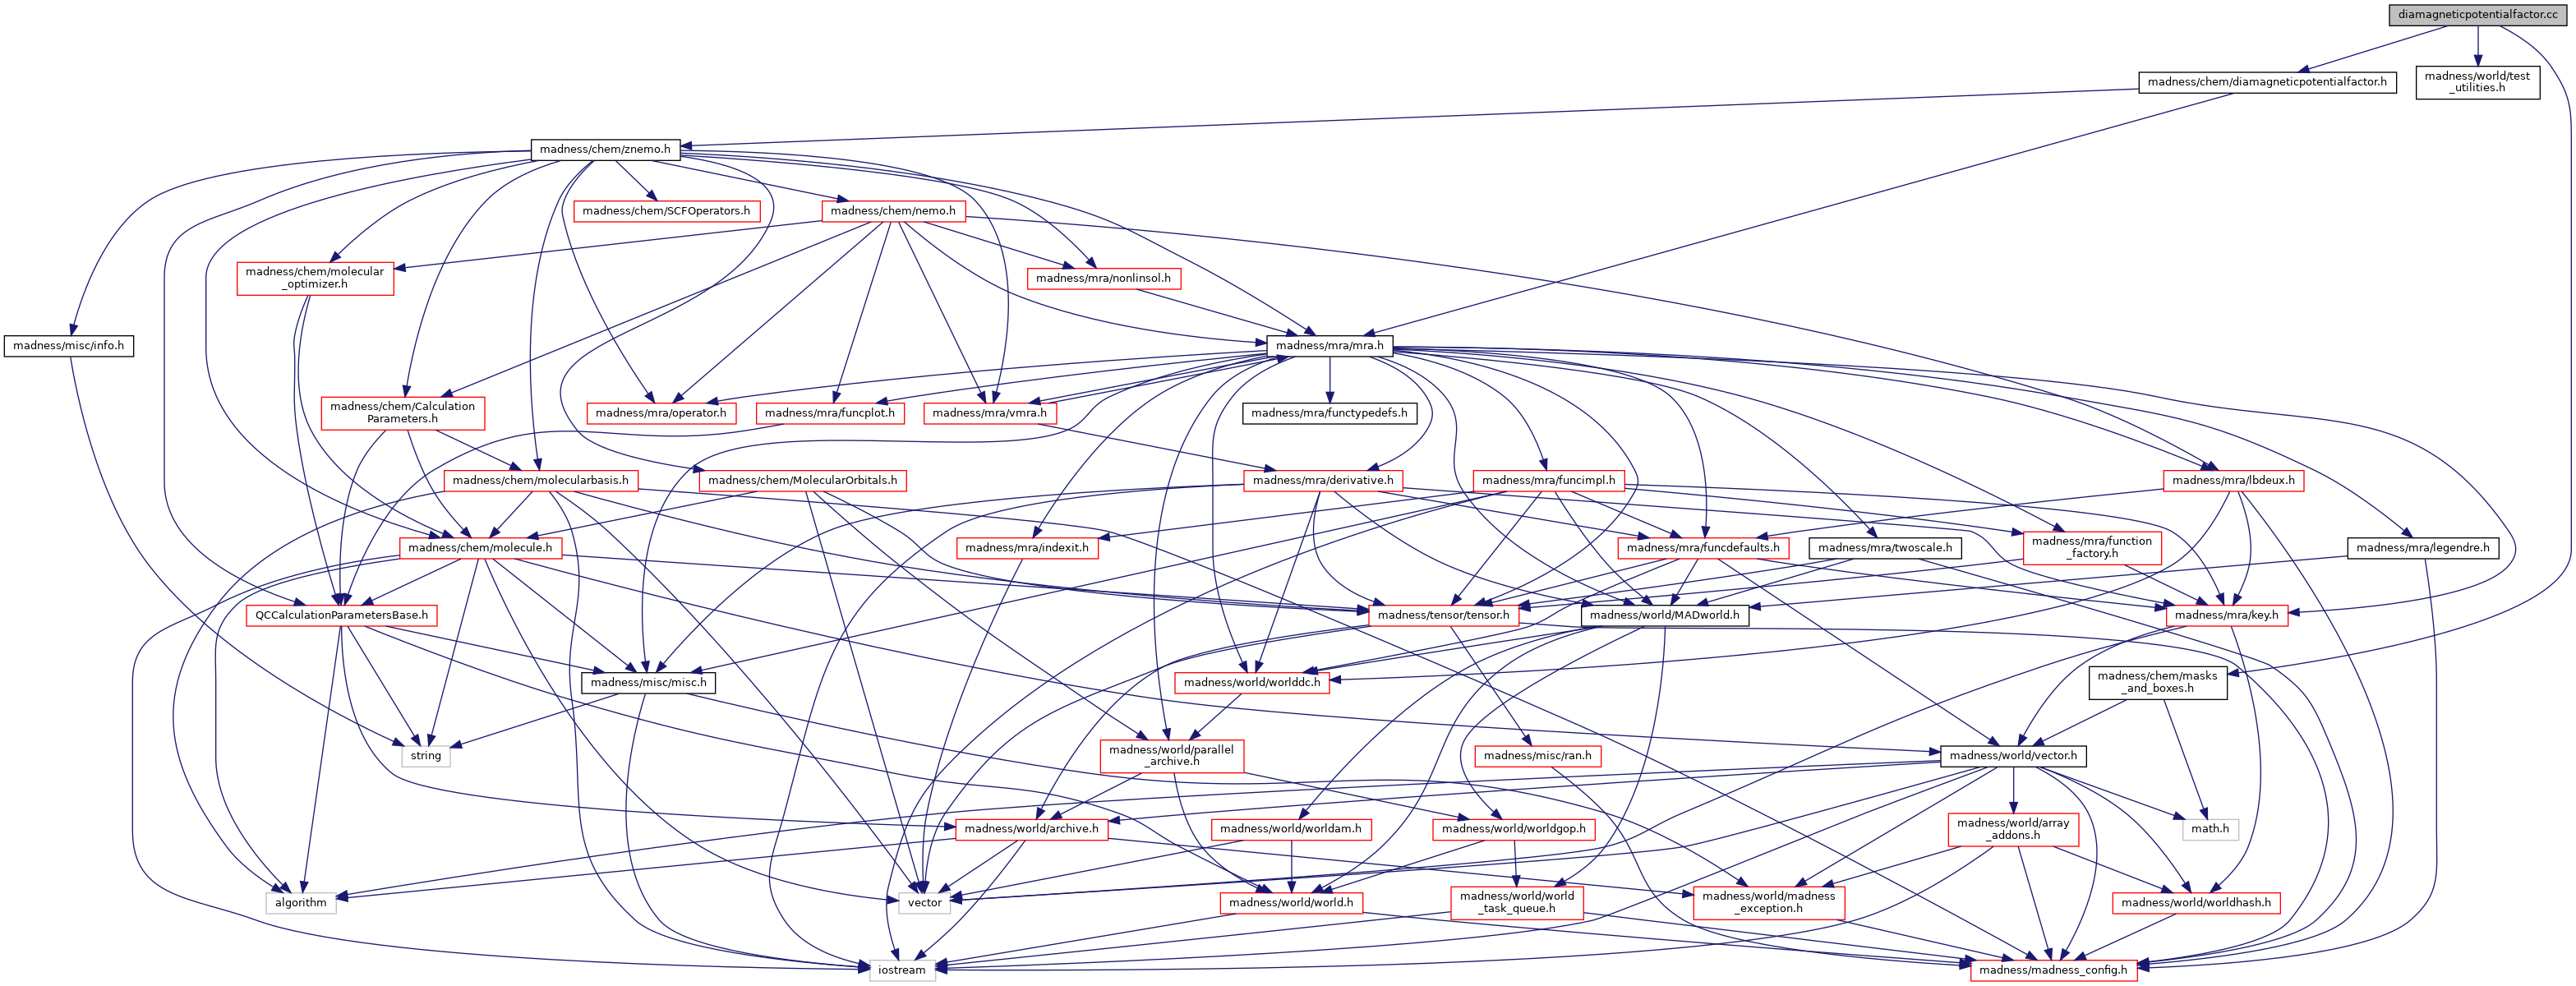 diamagneticpotentialfactor.cc
madness/chem/diamagneticpotentialfactor.h
madness/world/test
_utilities.h
madness/chem/znemo.h
madness/chem/SCFOperators.h
madness/chem/nemo.h
madness/chem/molecular
_optimizer.h
madness/mra/nonlinsol.h
madness/misc/info.h
madness/mra/mra.h
madness/chem/Calculation
Parameters.h
madness/mra/operator.h
madness/mra/funcplot.h
madness/mra/vmra.h
madness/mra/functypedefs.h
madness/chem/molecularbasis.h
madness/chem/MolecularOrbitals.h
madness/mra/derivative.h
madness/mra/funcimpl.h
madness/mra/lbdeux.h
madness/chem/molecule.h
madness/mra/indexit.h
madness/mra/funcdefaults.h
madness/mra/twoscale.h
madness/mra/function
_factory.h
madness/mra/legendre.h
QCCalculationParametersBase.h
madness/tensor/tensor.h
madness/world/MADworld.h
madness/mra/key.h
madness/misc/misc.h
madness/world/worlddc.h
madness/chem/masks
_and_boxes.h
string
madness/world/parallel
_archive.h
madness/misc/ran.h
madness/world/vector.h
madness/world/archive.h
madness/world/worldam.h
madness/world/worldgop.h
madness/world/array
_addons.h
math.h
algorithm
vector
madness/world/world.h
madness/world/world
_task_queue.h
madness/world/madness
_exception.h
madness/world/worldhash.h
iostream
madness/madness_config.h